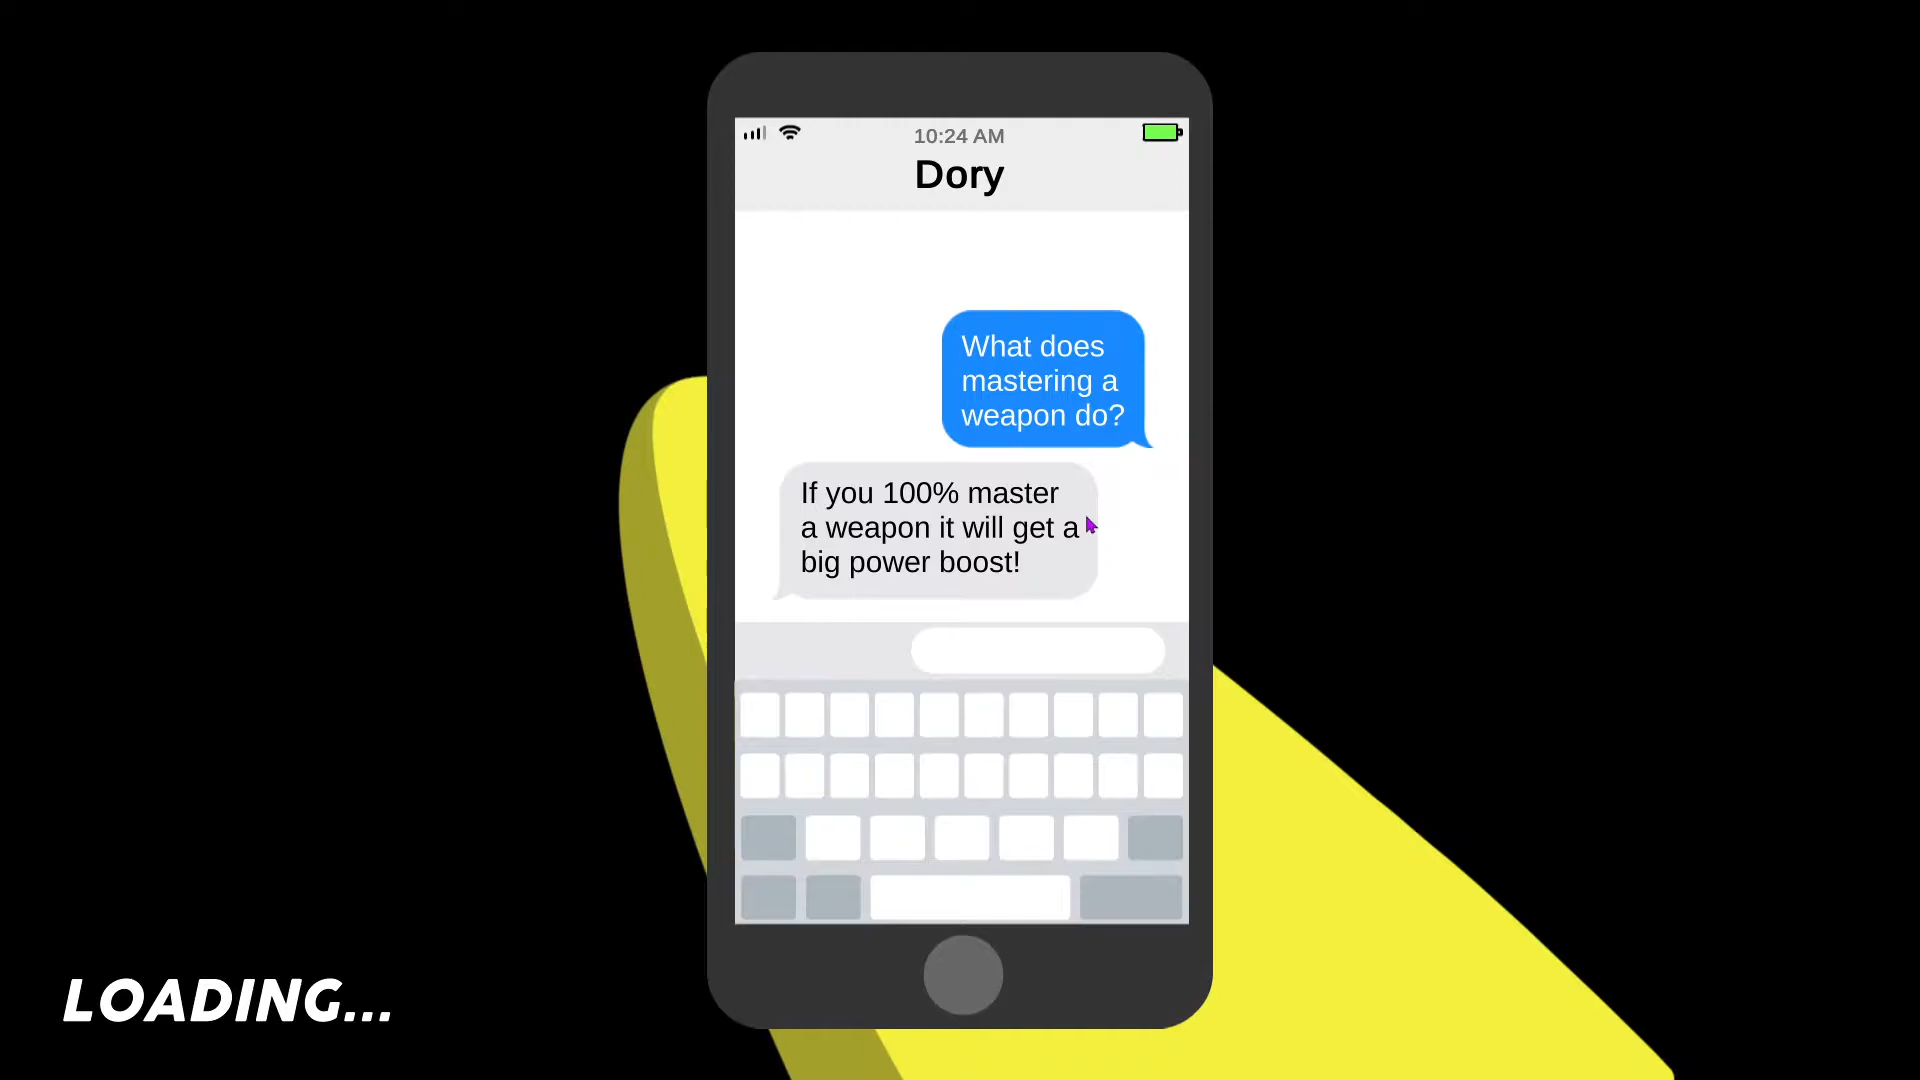 10:24 AM
Dory
What does
mastering a
weapon do?
If you 100% master
a weapon it will get a
big power boost!
LOADING...